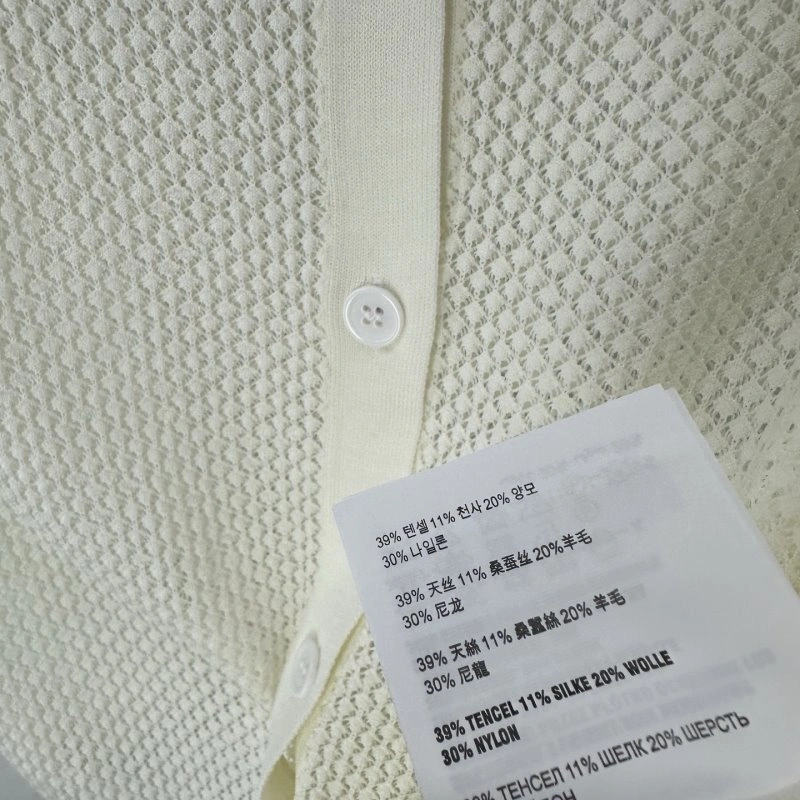 39% 텐셀 11% 천사 20% 양모
30% 나일론
39% 天丝 11% 桑蚕丝 20%羊毛
30% 尼龙
39% 天絲 11% 桑蠶絲 20% 羊毛
30% 尼龍
39% TENCEL 11% SILKE 20% WOLLE
30% NYLON
ТЕНСЕЛ 11% ШЕЛК 20% ШЕРСТЬ